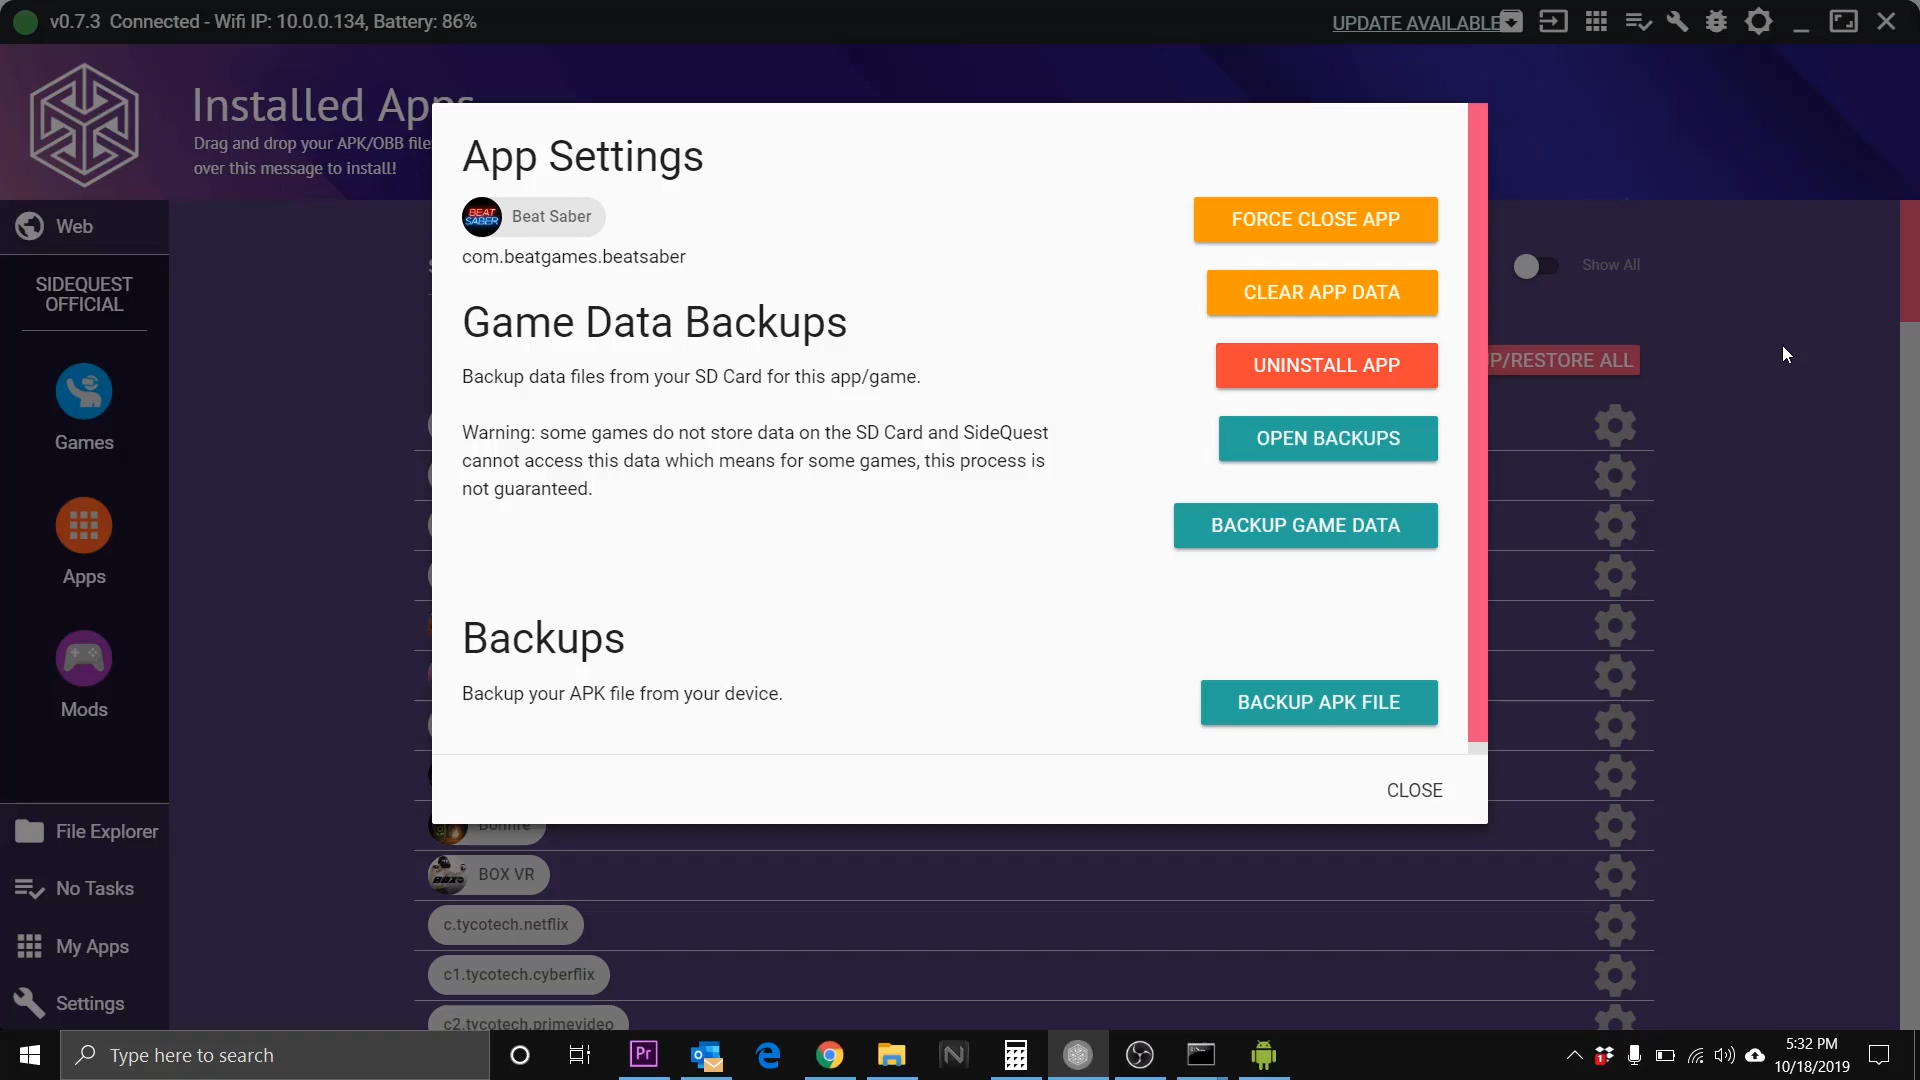 v0.7.3 Connected - Wifi IP: 10.0.0.134, Battery: 86%
UPDATE AVAILABLE
Installed Apps
Drag and drop your APK/OBB files
over this message to install!
Web
SIDEQUEST
OFFICIAL
Games
Apps
Mods
File Explorer
No Tasks
My Apps
Settings
App Settings
BEAT
SABER
Beat Saber
com.beatgames.beatsaber
Game Data Backups
Backup data files from your SD Card for this app/game.
Warning: some games do not store data on the SD Card and SideQuest
cannot access this data which means for some games, this process is
not guaranteed.
Backups
Backup your APK file from your device.
FORCE CLOSE APP
CLEAR APP DATA
UNINSTALL APP
OPEN BACKUPS
BACKUP GAME DATA
BACKUP APK FILE
CLOSE
Show All
P/RESTORE ALL
Bonfire
BOX VR
c.tycotech.netflix
c1.tycotech.cyberflix
c2.tycotech.primevideo
Type here to search
Pr
N
1
5:32 PM
10/18/2019